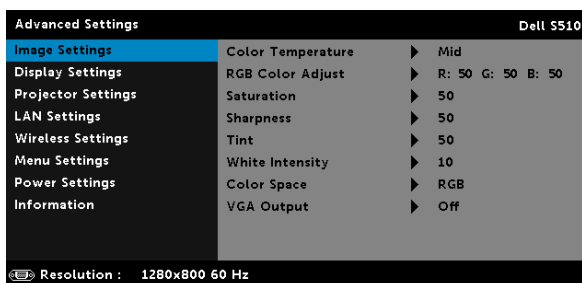 Advanced Settings Dell S510
Image Settings Color Temperature Mid
Display Settings RGB Color Adjust R: 50 G: 50 B: 50
Projector Settings Saturation 50
LAN Settings Sharpness 50
Wireless Settings Tint 50
Menu Settings White Intensity 10
Power Settings Color Space RGB
Information VGA Output Off
Resolution : 1280x800 60 Hz